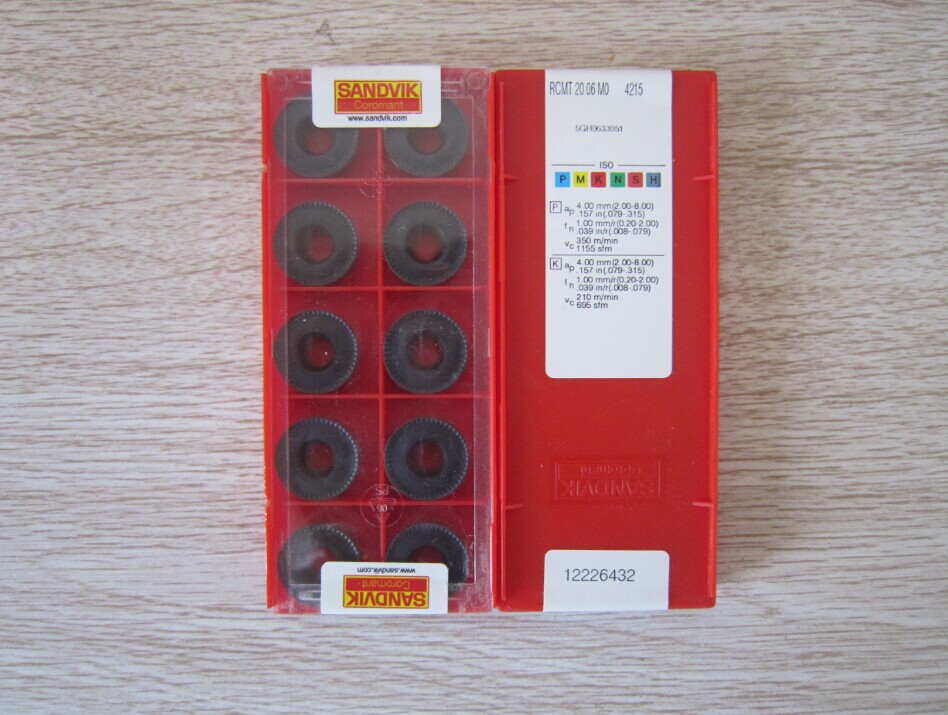 SANDVIK
Coromant
www.sandvik.com
PS
06
www.sandvik.com
SANDVIK
Coromant
RCMT 20 06 M0 4215
5GH0633051
ISO
P M K N S H
P ap 4.00 mm(2.00-8.00)
.157 in(.079-.315)
fn 1.00 mm/r(0.20-2.00)
.039 in/r(.008-.079)
vc 350 m/min
1155 sfm
K ap 4.00 mm(2.00-8.00)
.157 in(.079-.315)
fn 1.00 mm/r(0.20-2.00)
.039 in/r(.008-.079)
vc 210 m/min
695 sfm
SANDVIK
Coromant
12226432